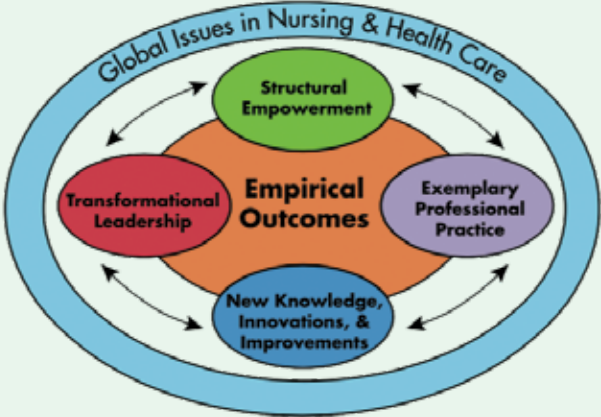 Global Issues in Nursing & Health Care
Structural
Empowerment
Transformational
Leadership
Empirical
Outcomes
Exemplary
Professional
Practice
New Knowledge,
Innovations, &
Improvements